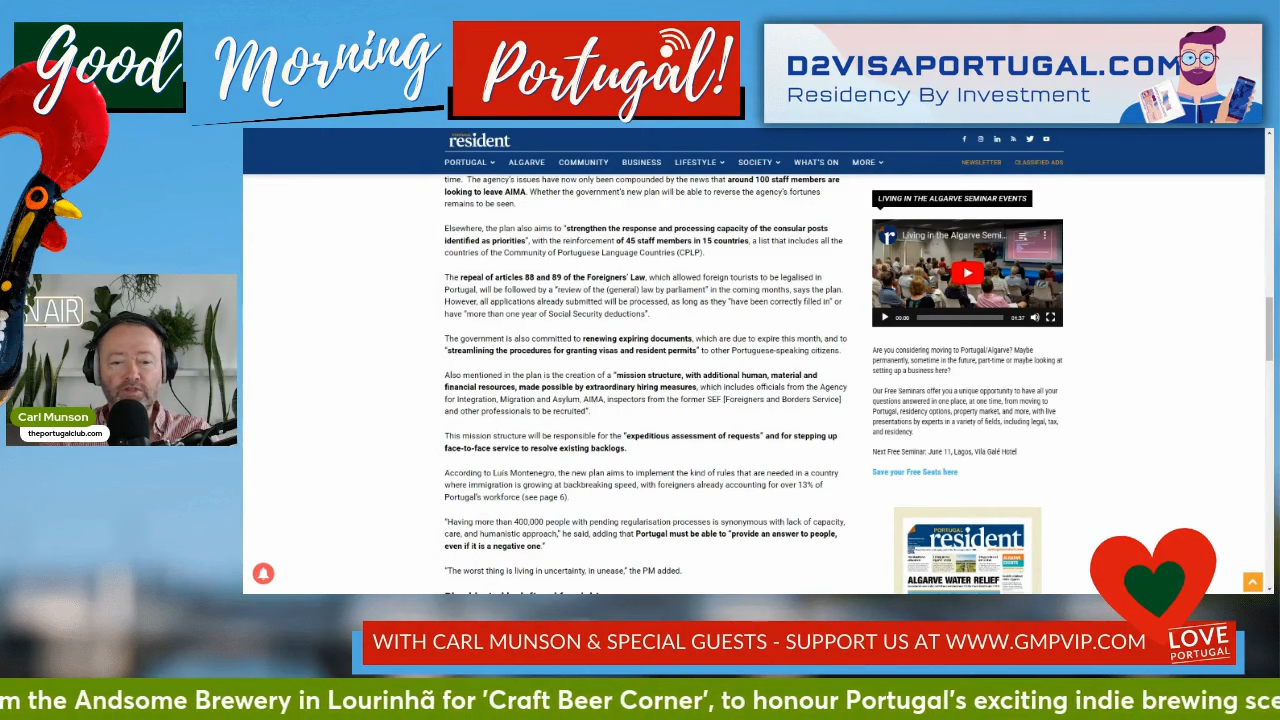 Good
Morning
Portugal!
D2VISAPORTUGAL.COM
Residency By Investment
PORTUGAL
resident
PORTUGAL
ALGARVE
COMMUNITY
BUSINESS
LIFESTYLE
SOCIETY
WHAT'S ON
MORE
NEWSLETTER
CLASSIFIED ADS
time. The agency's issues have now only been compounded by the news that around 100 staff members are
looking to leave AIMA. Whether the government's new plan will be able to reverse the agency's fortunes
remains to be seen.
Elsewhere, the plan also aims to "strengthen the response and processing capacity of the consular posts
identified as priorities", with the reinforcement of 45 staff members in 15 countries, a list that includes all the
countries of the Community of Portuguese Language Countries (CPLP).
The repeal of articles 88 and 89 of the Foreigners' Law, which allowed foreign tourists to be legalised in
Portugal, will be followed by a "review of the (general) law by parliament" in the coming months, says the plan.
However, all applications already submitted will be processed, as long as they "have been correctly filled in" or
have "more than one year of Social Security deductions".
The government is also committed to renewing expiring documents, which are due to expire this month, and to
"streamlining the procedures for granting visas and resident permits" to other Portuguese-speaking citizens.
Also mentioned in the plan is the creation of a "mission structure, with additional human, material and
financial resources, made possible by extraordinary hiring measures, which includes officials from the Agency
for Integration, Migration and Asylum, AIMA, inspectors from the former SEF [Foreigners and Borders Service]
and other professionals to be recruited".
This mission structure will be responsible for the "expeditious assessment of requests" and for stepping up
face-to-face service to resolve existing backlogs.
According to Luís Montenegro, the new plan aims to implement the kind of rules that are needed in a country
where immigration is growing at backbreaking speed, with foreigners already accounting for over 13% of
Portugal's workforce (see page 6).
"Having more than 400,000 people with pending regularisation processes is synonymous with lack of capacity,
care, and humanistic approach," he said, adding that Portugal must be able to "provide an answer to people,
even if it is a negative one."
"The worst thing is living in uncertainty, in unease," the PM added.
LIVING IN THE ALGARVE SEMINAR EVENTS
Living in the Algarve Semi...
00:00
01:37
Are you considering moving to Portugal/Algarve? Maybe
permanently, sometime in the future, part-time or maybe looking at
setting up a business here?
Our Free Seminars offer you a unique opportunity to have all your
questions answered in one place, at one time, from moving to
Portugal, residency options, property market, and more, with live
presentations by experts in a variety of fields, including legal, tax,
and residency.
Next Free Seminar: June 11, Lagos, Vila Galé Hotel
Save your Free Seats here
PORTUGAL
resident
ALGARVE WATER RELIEF
N AIR
Carl Munson
theportugalclub.com
WITH CARL MUNSON & SPECIAL GUESTS - SUPPORT US AT WWW.GMPVIP.COM
LOVE
PORTUGAL
m the Andsome Brewery in Lourinhã for 'Craft Beer Corner', to honour Portugal's exciting indie brewing sce